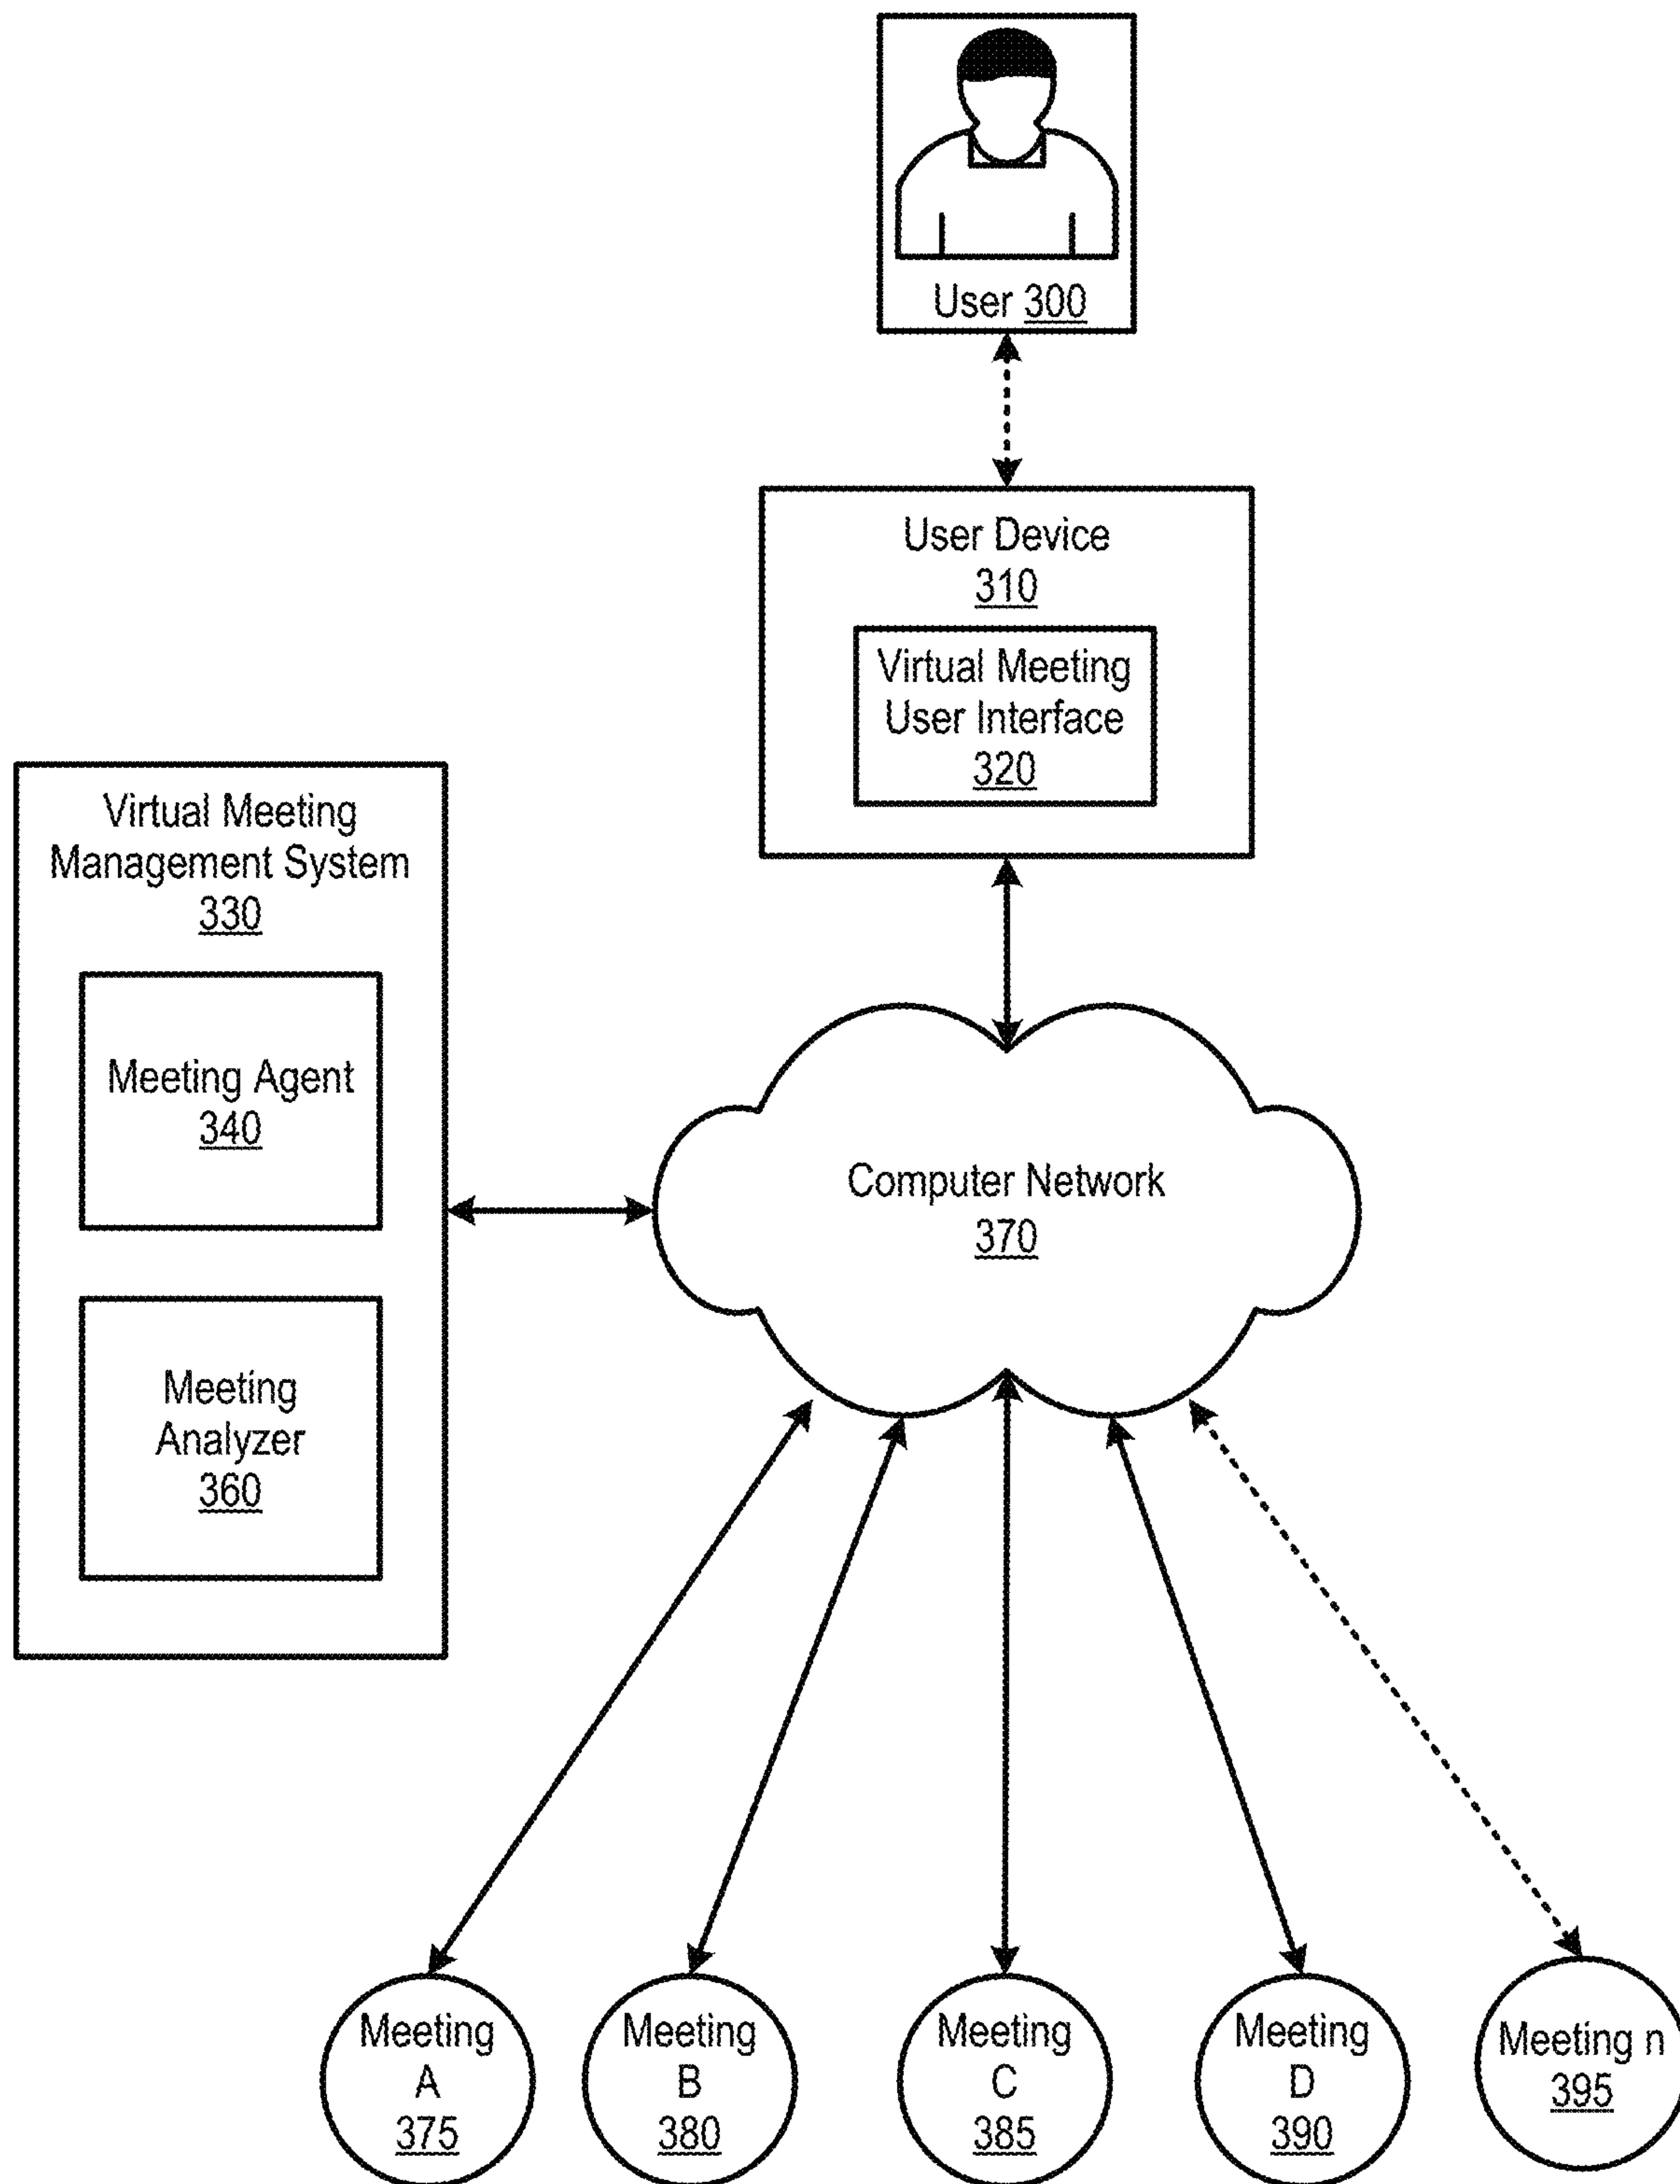 User 300
User Device
310
Virtual Meeting
User Interface
320
Virtual Meeting
Management System
330
Meeting Agent
340
Meeting
Analyzer
360
Computer Network
370
Meeting
A
375
Meeting
B
380
Meeting
C
385
Meeting
D
390
Meeting n
395